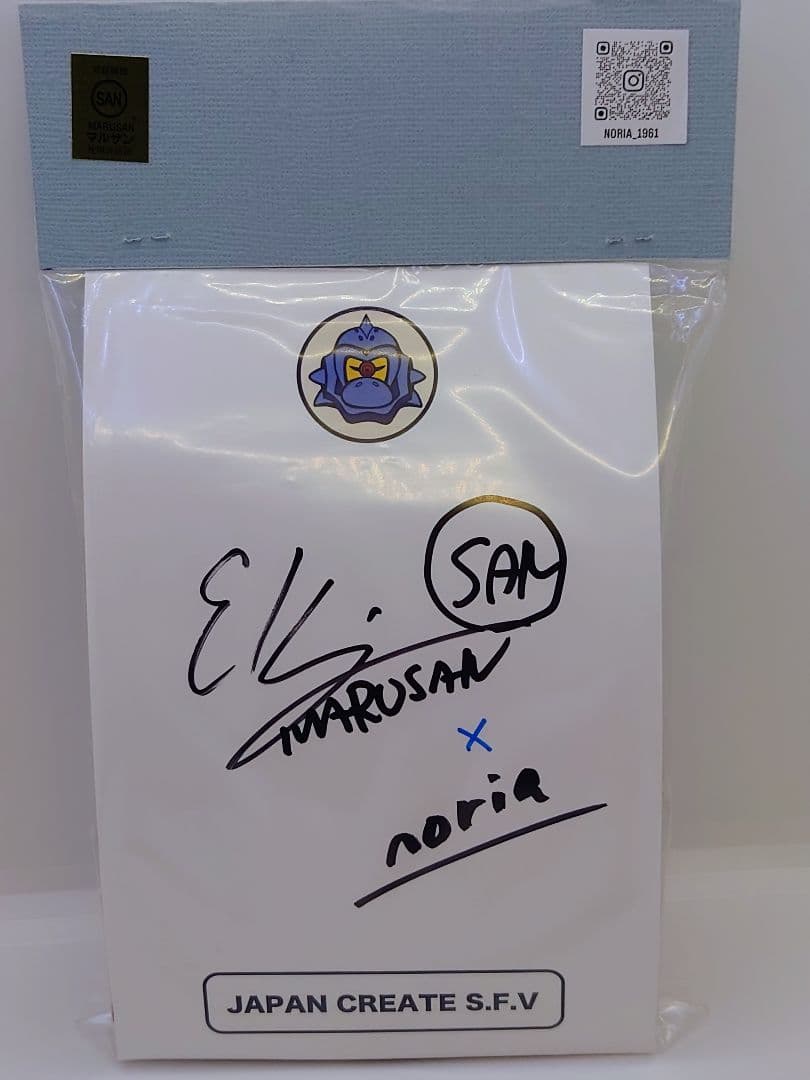 SAN
MARUSAN
マルサン
NORIA_1961
SAN
MARUSAN
×
noria
JAPAN CREATE S.F.V